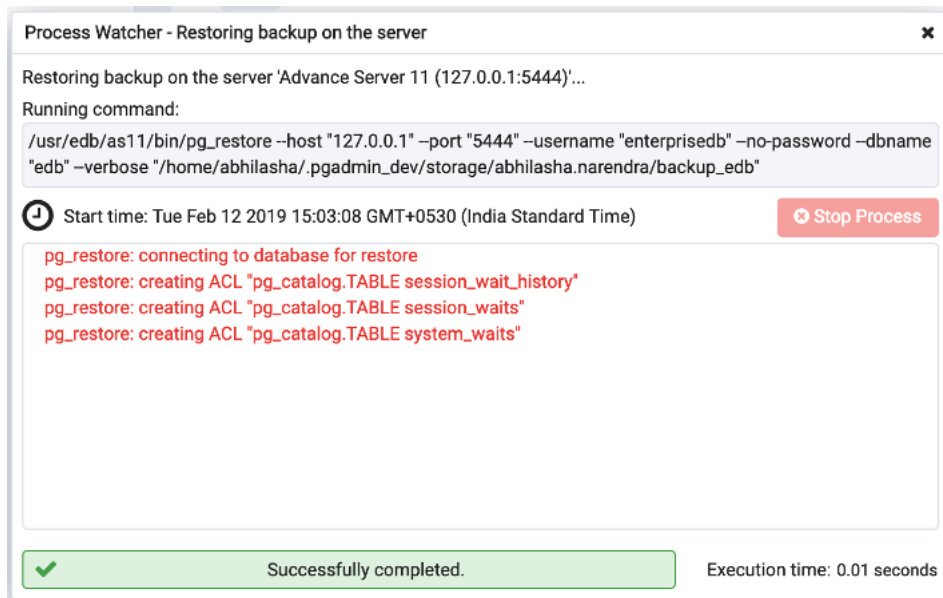 Process Watcher - Restoring backup on the server
Restoring backup on the server 'Advance Server 11 (127.0.0.1:5444)'...
Running command:
/usr/edb/as11/bin/pg_restore --host "127.0.0.1" --port "5444" --username "enterprisedb" --no-password --dbname
"edb" --verbose "/home/abhilasha/.pgadmin_dev/storage/abhilasha.narendra/backup_edb"
Start time: Tue Feb 12 2019 15:03:08 GMT+0530 (India Standard Time)
Stop Process
pg_restore: connecting to database for restore
pg_restore: creating ACL "pg_catalog.TABLE session_wait_history"
pg_restore: creating ACL "pg_catalog.TABLE session_waits"
pg_restore: creating ACL "pg_catalog.TABLE system_waits"
Successfully completed.
Execution time: 0.01 seconds